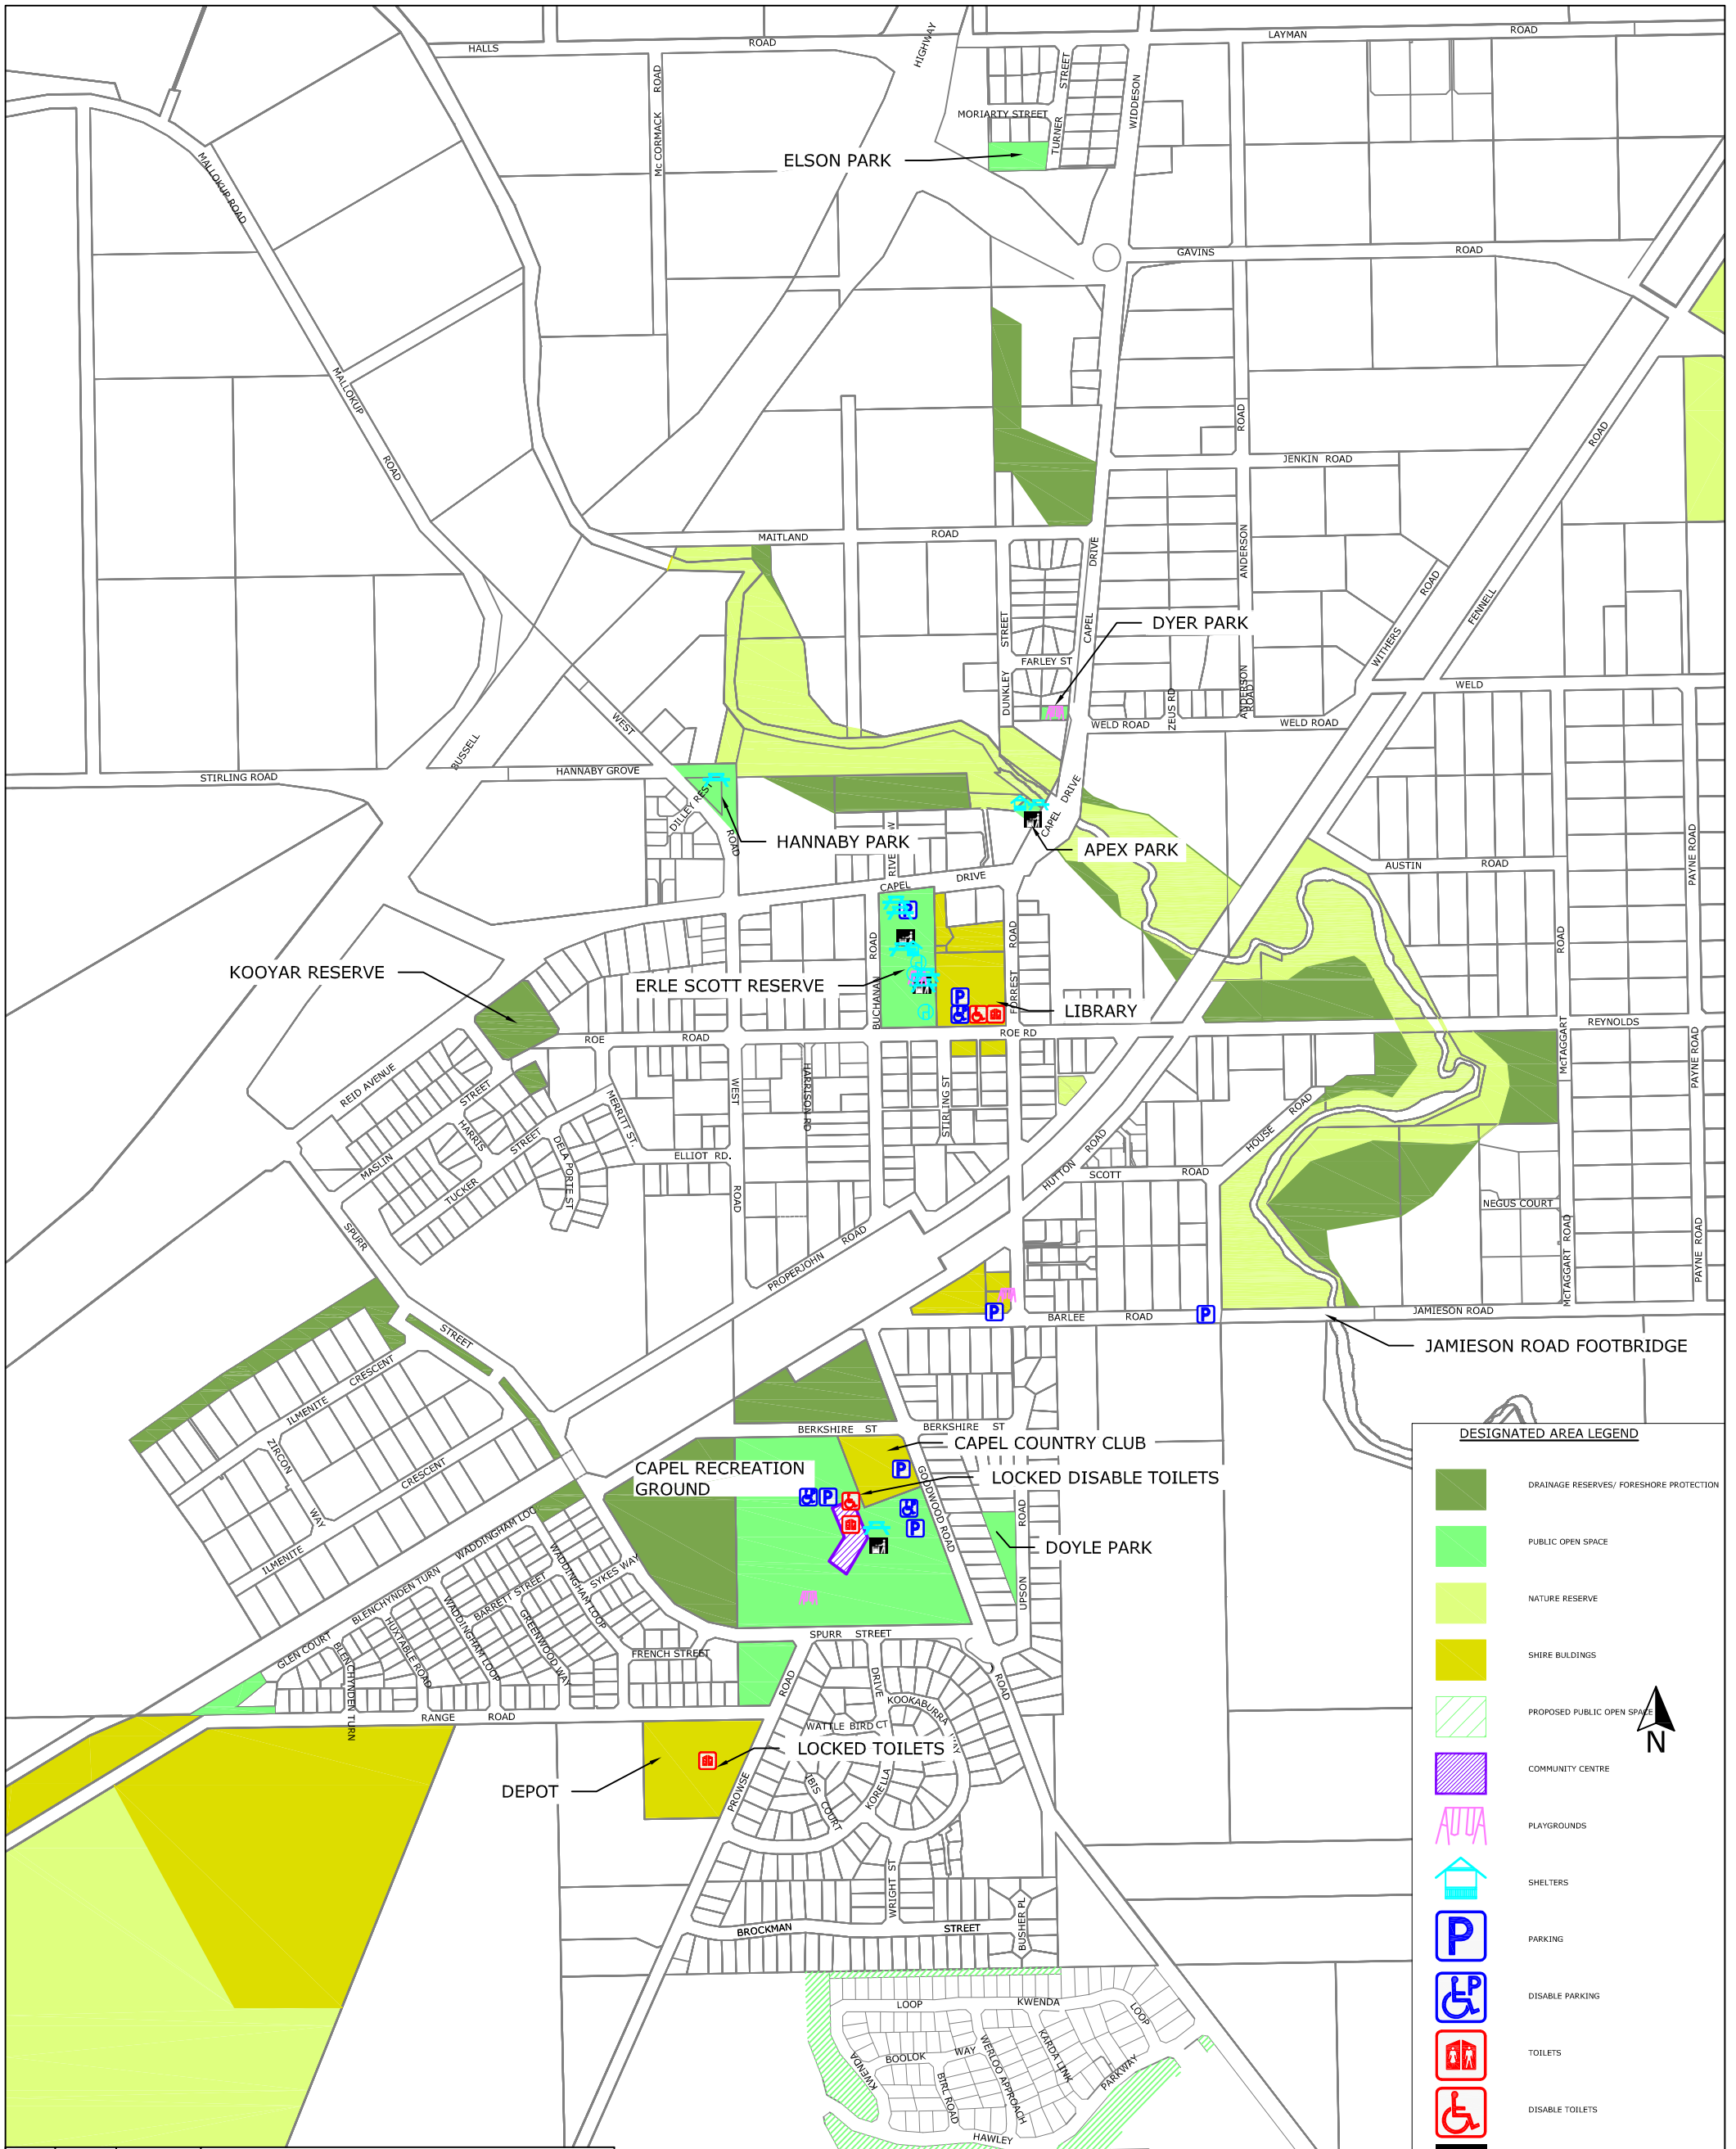 HALLS
ROAD
HIGHWAY
LAYMAN
ROAD
Mc CORMACK ROAD
STREET
WIDDESON
MORIARTY STREET
TURNER
ELSON PARK
MALLOKUP ROAD
GAVINS
ROAD
MALLOKUP
ROAD
ROAD
ROAD
JENKIN ROAD
MAITLAND
ROAD
DRIVE
ANDERSON
ROAD
FENNELL
STREET
CAPEL
DYER PARK
WITHERS
FARLEY ST
DUNKLEY
ZEUS RD
ANDERSON
ROAD
WELD
WELD ROAD
WELD ROAD
WEST
BUSSELL
STIRLING ROAD
HANNABY GROVE
DILLEY REST
ROAD
DRIVE
CAPEL
HANNABY PARK
APEX PARK
PAYNE ROAD
AUSTIN
ROAD
CAPEL
DRIVE
ROAD
BUCHANAN
ROAD
FORREST
ROAD
KOOYAR RESERVE
ERLE SCOTT RESERVE
LIBRARY
REYNOLDS
ROE
ROAD
ROE RD
McTAGGART
PAYNE ROAD
REID AVENUE
STREET
HARRIS
MASLIN
STREET
TUCKER
MERRITT ST.
DELA PORTE ST
WEST
HARRISON RD
STIRLING ST
ELLIOT RD.
ROAD
HOUSE
ROAD
HUTTON
ROAD
SCOTT
ROAD
NEGUS COURT
SPURR
PROPERJOHN
ROAD
McTAGGART ROAD
PAYNE ROAD
BARLEE
ROAD
JAMIESON ROAD
JAMIESON ROAD FOOTBRIDGE
STREET
ILMENITE
CRESCENT
BERKSHIRE ST
BERKSHIRE ST
CAPEL COUNTRY CLUB
CAPEL RECREATION
GROUND
LOCKED DISABLE TOILETS
ZIRCON
WAY
CRESCENT
ILMENITE
GOODWOOD ROAD
ROAD
DOYLE PARK
UPSON
WADDINGHAM LOO
WADDINGHAM LOOP
SYKES WAY
BLENCHYNDEN TURN
BARRETT STREET
WADDINGHAM LOOP
GREENWOOD WAY
HUXTABLE ROAD
GLEN COURT
BLENCHYNDEN TURN
FRENCH STREET
SPURR STREET
ROAD
DRIVE
ROAD
KOOKABURRA
WAY
RANGE
ROAD
WATTLE BIRD CT
LOCKED TOILETS
DEPOT
PROWSE
IBIS COURT
KORELLA
WRIGHT ST
BROCKMAN
STREET
BUSHER PL
LOOP
KWENDA
LOOP
KWENDA
BOOLOK
WAY
BIRL ROAD
WERLOO APPROACH
KARDA LINK
PARKWAY
HAWLEY
DESIGNATED AREA LEGEND
DRAINAGE RESERVES/ FORESHORE PROTECTION
PUBLIC OPEN SPACE
NATURE RESERVE
SHIRE BULDINGS
PROPOSED PUBLIC OPEN SPACE
N
COMMUNITY CENTRE
PLAYGROUNDS
SHELTERS
P
PARKING
P
DISABLE PARKING
TOILETS
DISABLE TOILETS